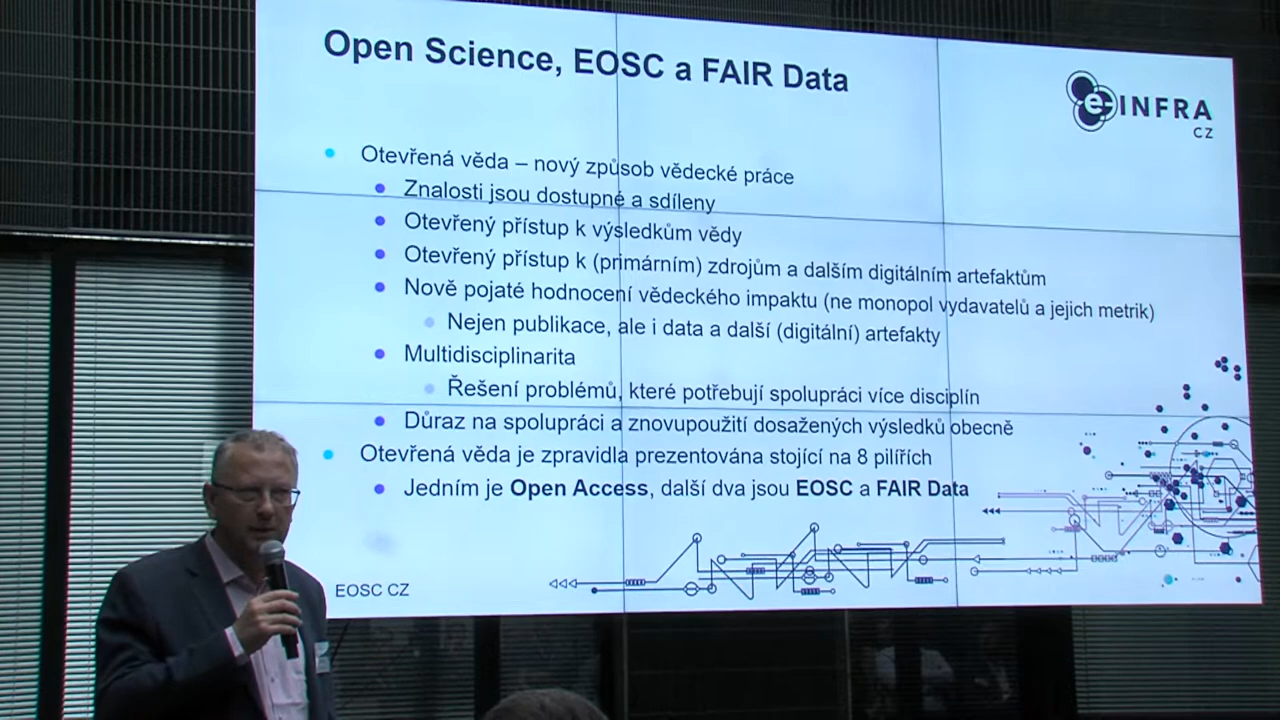 Open Science, EOSC a FAIR Data
e-INFRA
CZ
Otevřená věda – nový způsob vědecké práce
Znalosti jsou dostupné a sdíleny
Otevřený přístup k výsledkům vědy
Otevřený přístup k (primárním) zdrojům a dalším digitálním artefaktům
Nově pojaté hodnocení vědeckého impaktu (ne monopol vydavatelů a jejich metrik)
Nejen publikace, ale i data a další (digitální) artefakty
Multidisciplinarita
Řešení problémů, které potřebují spolupráci více disciplín
Důraz na spolupráci a znovupoužití dosažených výsledků obecně
Otevřená věda je zpravidla prezentována stojící na 8 pilířích
Jedním je Open Access, další dva jsou EOSC a FAIR Data
EOSC CZ